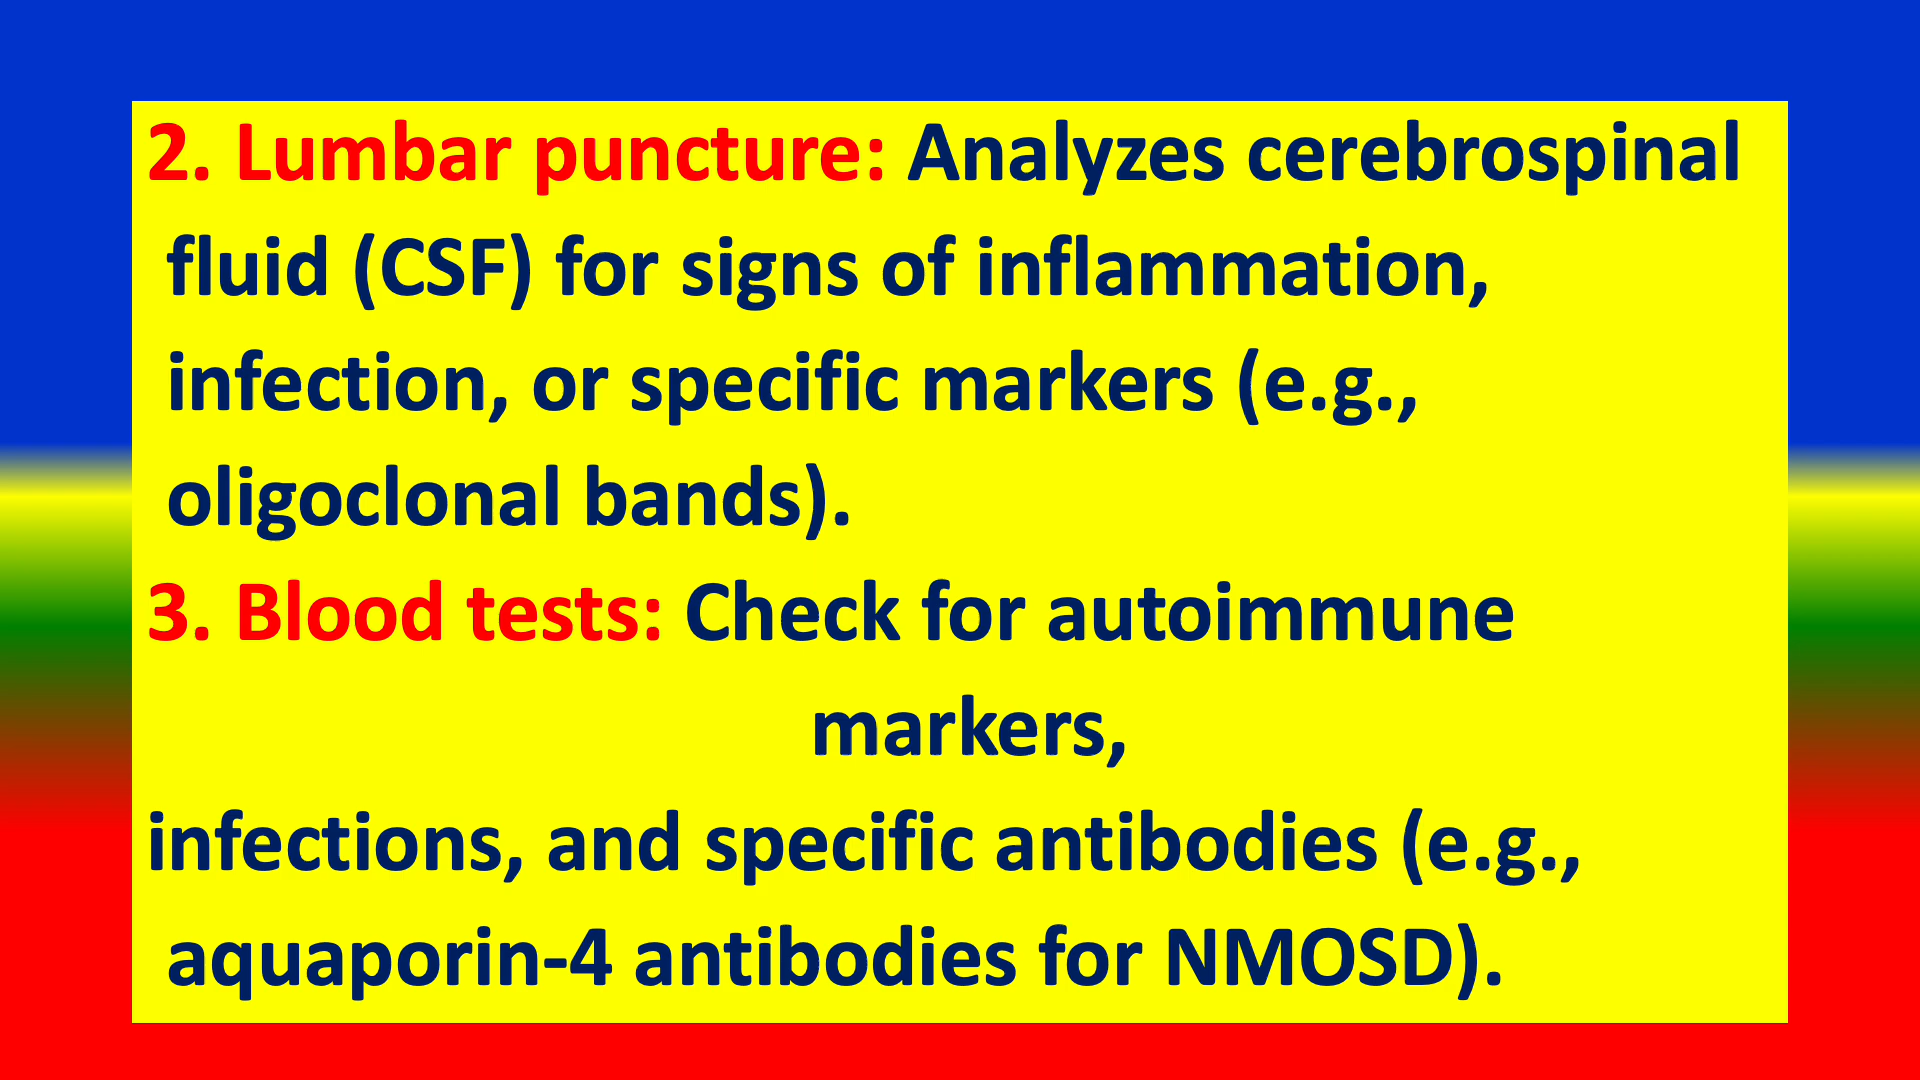 2. Lumbar puncture: Analyzes cerebrospinal
fluid (CSF) for signs of inflammation,
infection, or specific markers (e.g.,
oligoclonal bands).
3. Blood tests: Check for autoimmune
markers,
infections, and specific antibodies (e.g.,
aquaporin-4 antibodies for NMOSD).